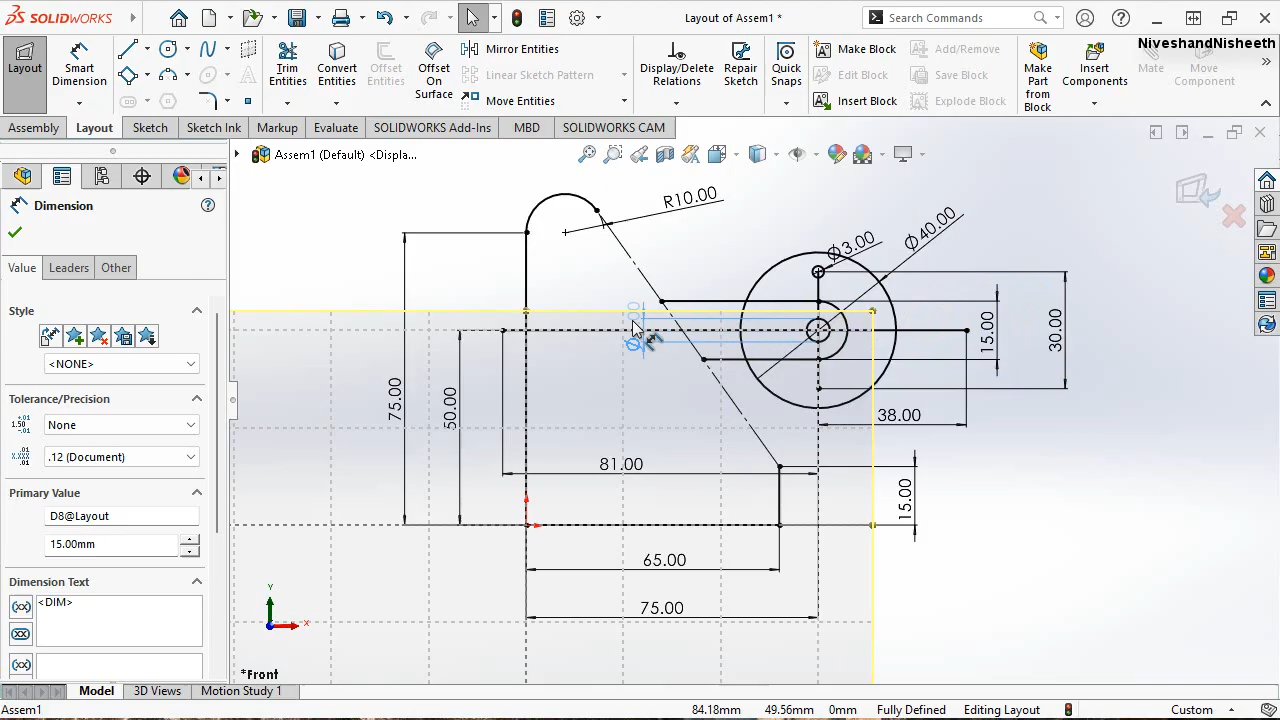 SOLIDWORKS
Layout of Assem1 *
Search Commands
NiveshandNisheeth
Layout
Smart Dimension
Trim Entities
Convert Entities
Offset Entities
Offset On Surface
Mirror Entities
Linear Sketch Pattern
Move Entities
Display/Delete Relations
Repair Sketch
Quick Snaps
Make Block
Edit Block
Insert Block
Add/Remove
Save Block
Explode Block
Make Part from Block
Insert Components
Mate
Move Component
Assembly
Layout
Sketch
Sketch Ink
Markup
Evaluate
SOLIDWORKS Add-Ins
MBD
SOLIDWORKS CAM
Assem1 (Default) <Displa...
Dimension
Value
Leaders
Other
Style
<NONE>
Tolerance/Precision
None
.12 (Document)
Primary Value
D8@Layout
15.00mm
Dimension Text
<DIM>
R10.00
Ø3.00
Ø40.00
75.00
50.00
15.00
30.00
38.00
81.00
15.00
65.00
75.00
Y
X
*Front
Model
3D Views
Motion Study 1
Assem1
84.18mm
49.56mm
0mm
Fully Defined
Editing Layout
Custom